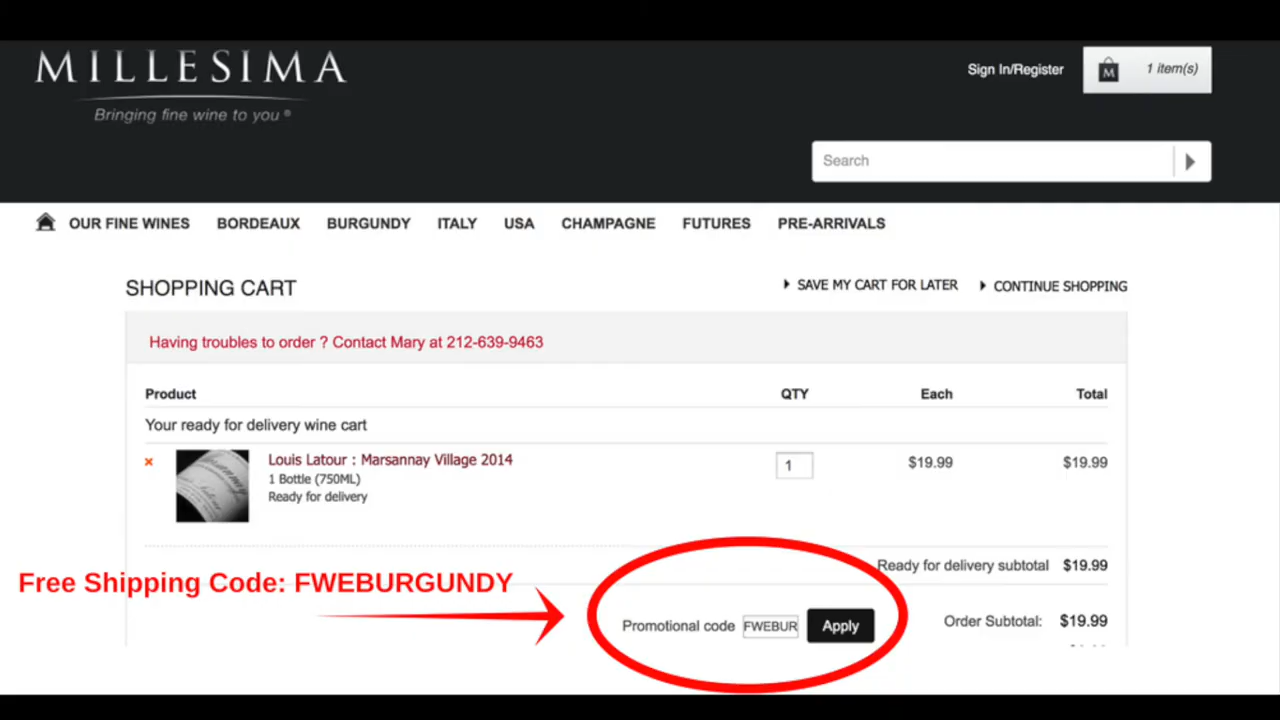 MILLESIMA
Bringing fine wine to you ®
Sign In/Register
M
1 item(s)
Search
OUR FINE WINES BORDEAUX BURGUNDY ITALY USA CHAMPAGNE FUTURES PRE-ARRIVALS
SHOPPING CART
SAVE MY CART FOR LATER CONTINUE SHOPPING
Having troubles to order ? Contact Mary at 212-639-9463
Product QTY Each Total
Your ready for delivery wine cart
Louis Latour : Marsannay Village 2014
1 Bottle (750ML)
Ready for delivery
1 $19.99 $19.99
Ready for delivery subtotal $19.99
Free Shipping Code: FWEBURGUNDY
Promotional code FWEBUR Apply
Order Subtotal: $19.99